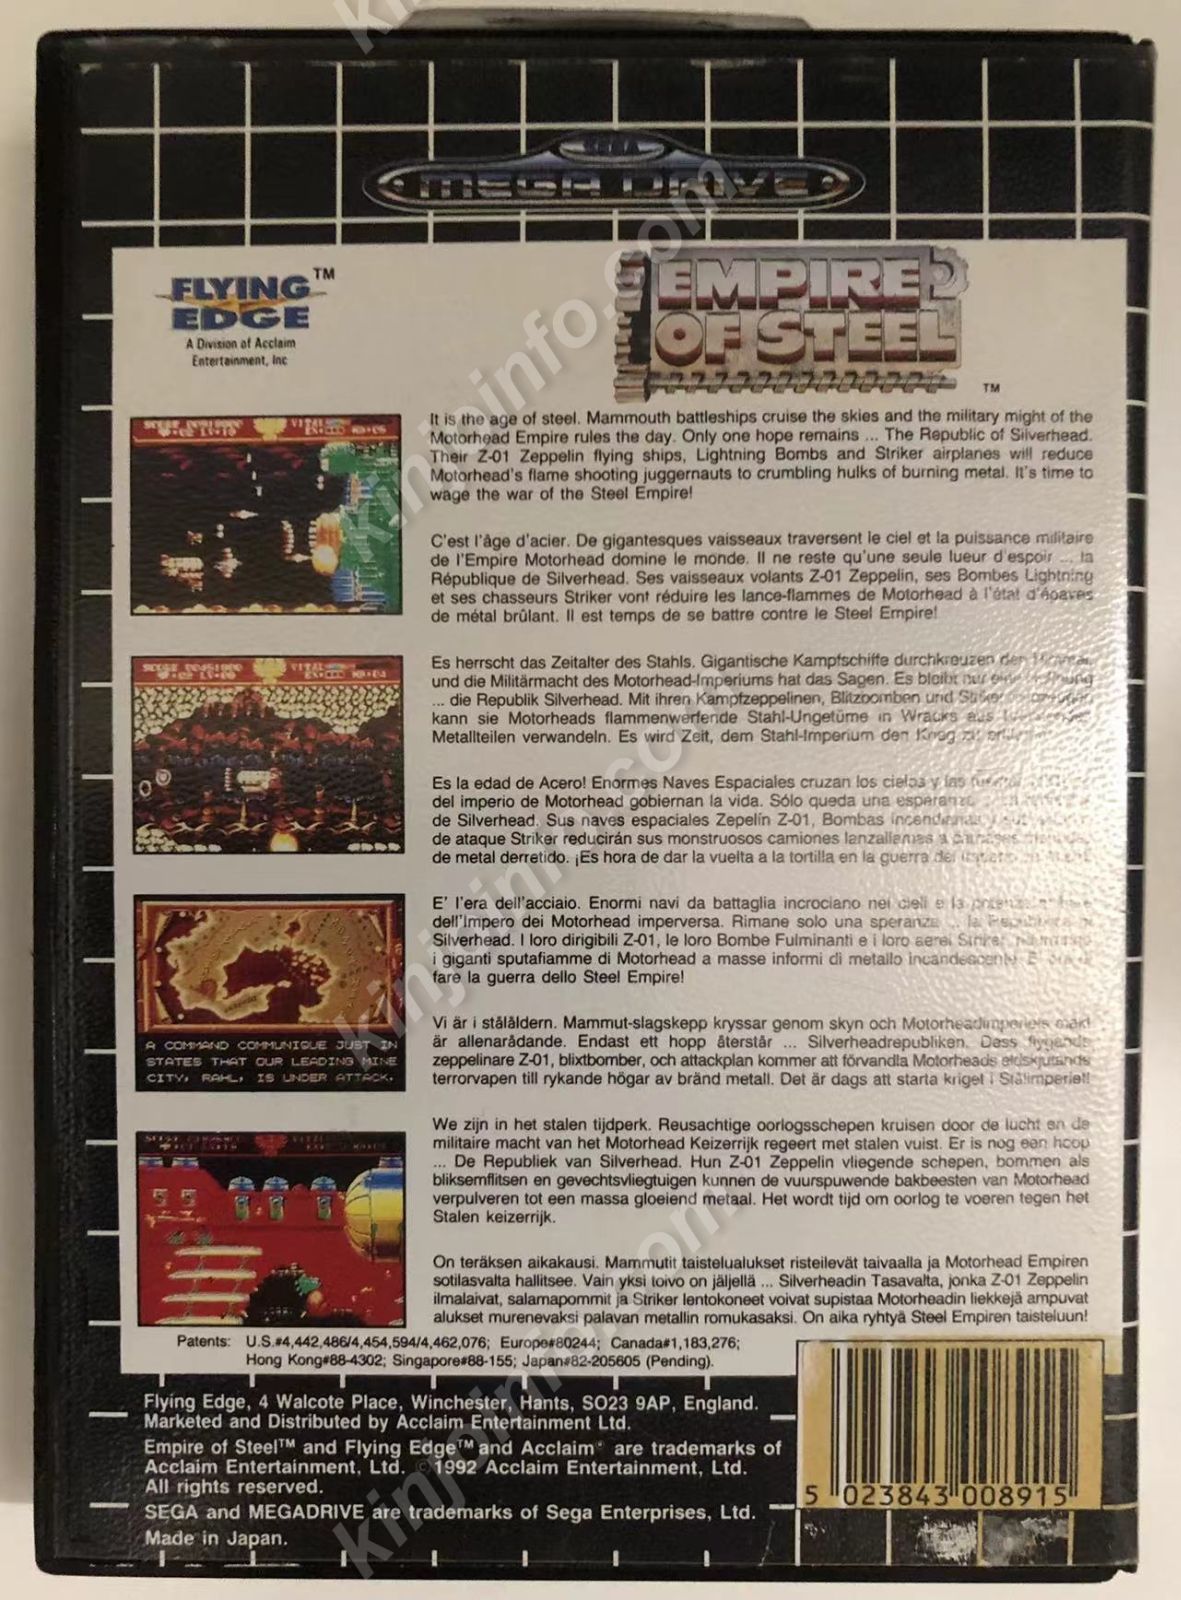 SEGA
MEGA DRIVE
FLYING EDGE™
A Division of Acclaim
Entertainment, Inc
EMPIRE
OF STEEL
™
It is the age of steel. Mammouth battleships cruise the skies and the military might of the
Motorhead Empire rules the day. Only one hope remains ... The Republic of Silverhead.
Their Z-01 Zeppelin flying ships, Lightning Bombs and Striker airplanes will reduce
Motorhead's flame shooting juggernauts to crumbling hulks of burning metal. It's time to
wage the war of the Steel Empire!
C'est l'âge d'acier. De gigantesques vaisseaux traversent le ciel et la puissance militaire
de l'Empire Motorhead domine le monde. Il ne reste qu'une seule lueur d'espoir ... la
République de Silverhead. Ses vaisseaux volants Z-01 Zeppelin, ses Bombes Lightning
et ses chasseurs Striker vont réduire les lance-flammes de Motorhead à l'état d'épaves
de métal brûlant. Il est temps de se battre contre le Steel Empire!
Es herrscht das Zeitalter des Stahls. Gigantische Kampfschiffe durchkreuzen den
und die Militärmacht des Motorhead-Imperiums hat das Sagen. Es bleibt nur
... die Republik Silverhead. Mit ihren Kampfzeppelinen, Blitzbomben und
kann sie Motorheads flammenwerfende Stahl-Ungetüme in Wracks aus
Metallteilen verwandeln. Es wird Zeit, dem Stahl-Imperium den Krieg zu
Es la edad de Acero! Enormes Naves Espaciales cruzan los cielos y las
del imperio de Motorhead gobiernan la vida. Sólo queda una esperanza
de Silverhead. Sus naves espaciales Zepelín Z-01, Bombas Incendiarias
de ataque Striker reducirán sus monstruosos camiones lanzallamas a
de metal derretido. ¡Es hora de dar la vuelta a la tortilla en la guerra del
E' l'era dell'acciaio. Enormi navi da battaglia incrociano nei cieli e la
dell'Impero dei Motorhead imperversa. Rimane solo una speranza ... la
Silverhead. I loro dirigibili Z-01, le loro Bombe Fulminanti e i loro aerei
i giganti sputafiamme di Motorhead a masse informi di metallo incandescente.
fare la guerra dello Steel Empire!
Vi är i stålåldern. Mammut-slagskepp kryssar genom skyn och Motorheadimperiets makt
är allenarådande. Endast ett hopp återstår ... Silverheadrepubliken. Dess flygande
zeppelinare Z-01, blixtbomber, och attackplan kommer att förvandla Motorheads eldskjutande
terrorvapen till rykande högar av bränd metall. Det är dags att starta kriget i Stålimperiet!
We zijn in het stalen tijdperk. Reusachtige oorlogsschepen kruisen door de lucht en de
militaire macht van het Motorhead Keizerrijk regeert met stalen vuist. Er is nog een hoop
... De Republiek van Silverhead. Hun Z-01 Zeppelin vliegende schepen, bommen als
bliksemflitsen en gevechtsvliegtuigen kunnen de vuurspuwende bakbeesten van Motorhead
verpulveren tot een massa gloeiend metaal. Het wordt tijd om oorlog te voeren tegen het
Stalen keizerrijk.
On teräksen aikakausi. Mammutit taistelualukset risteilevät taivaalla ja Motorhead Empiren
sotilasvalta hallitsee. Vain yksi toivo on jäljellä ... Silverheadin Tasavalta, jonka Z-01 Zeppelin
ilmalaivat, salamapommit ja Striker lentokoneet voivat supistaa Motorheadin liekkejä ampuvat
alukset murenevaksi palavan metallin romukasaksi. On aika ryhtyä Steel Empiren taisteluun!
A COMMAND COMMUNIQUE JUST IN
STATES THAT OUR LEADING MINE
CITY, RAHL, IS UNDER ATTACK.
Patents: U.S.#4,442,486/4,454,594/4,462,076; Europe#80244; Canada#1,183,276;
Hong Kong#88-4302; Singapore#88-155; Japan#82-205605 (Pending).
Flying Edge, 4 Walcote Place, Winchester, Hants, SO23 9AP, England.
Marketed and Distributed by Acclaim Entertainment Ltd.
Empire of Steel™ and Flying Edge™ and Acclaim® are trademarks of
Acclaim Entertainment, Ltd. © 1992 Acclaim Entertainment, Ltd.
All rights reserved.
SEGA and MEGADRIVE are trademarks of Sega Enterprises, Ltd.
Made in Japan.
5 023843 008915
kinjoinfo.com